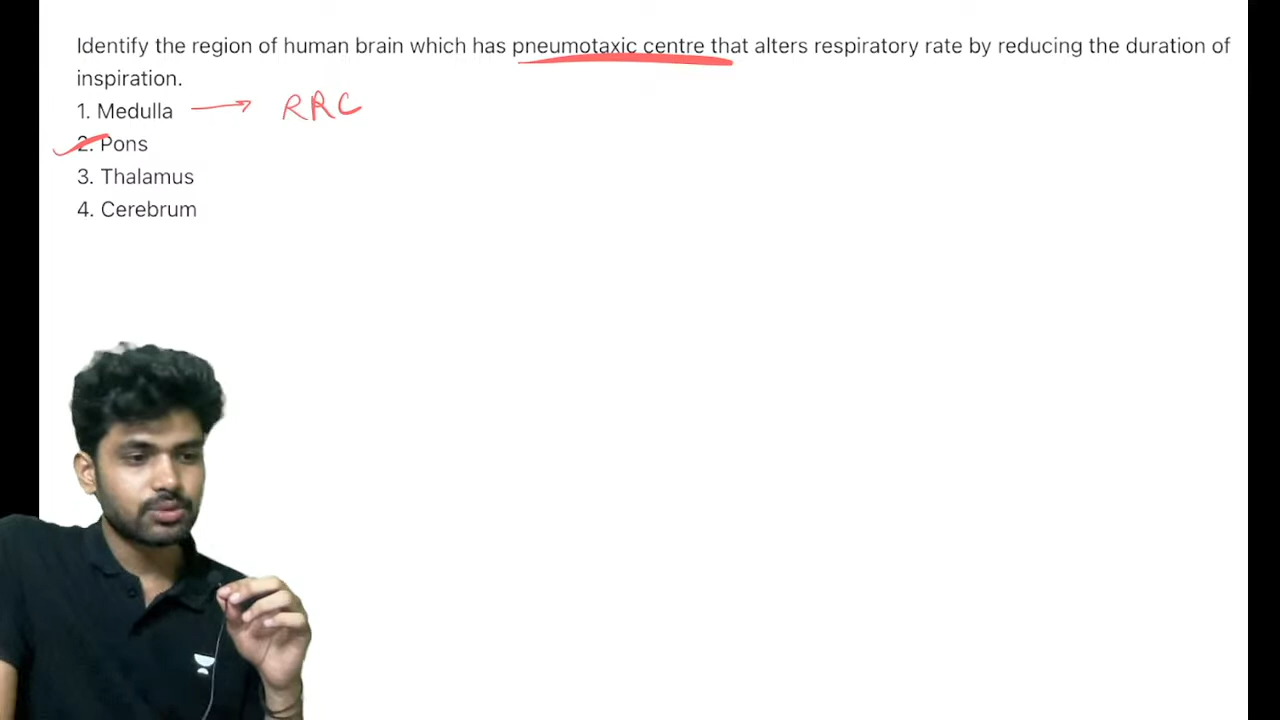 Identify the region of human brain which has pneumotaxic centre that alters respiratory rate by reducing the duration of
inspiration.
1. Medulla → RRC
2. Pons
3. Thalamus
4. Cerebrum